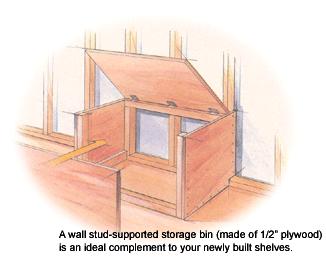 A wall stud-supported storage bin (made of 1/2" plywood)
is an ideal complement to your newly built shelves.